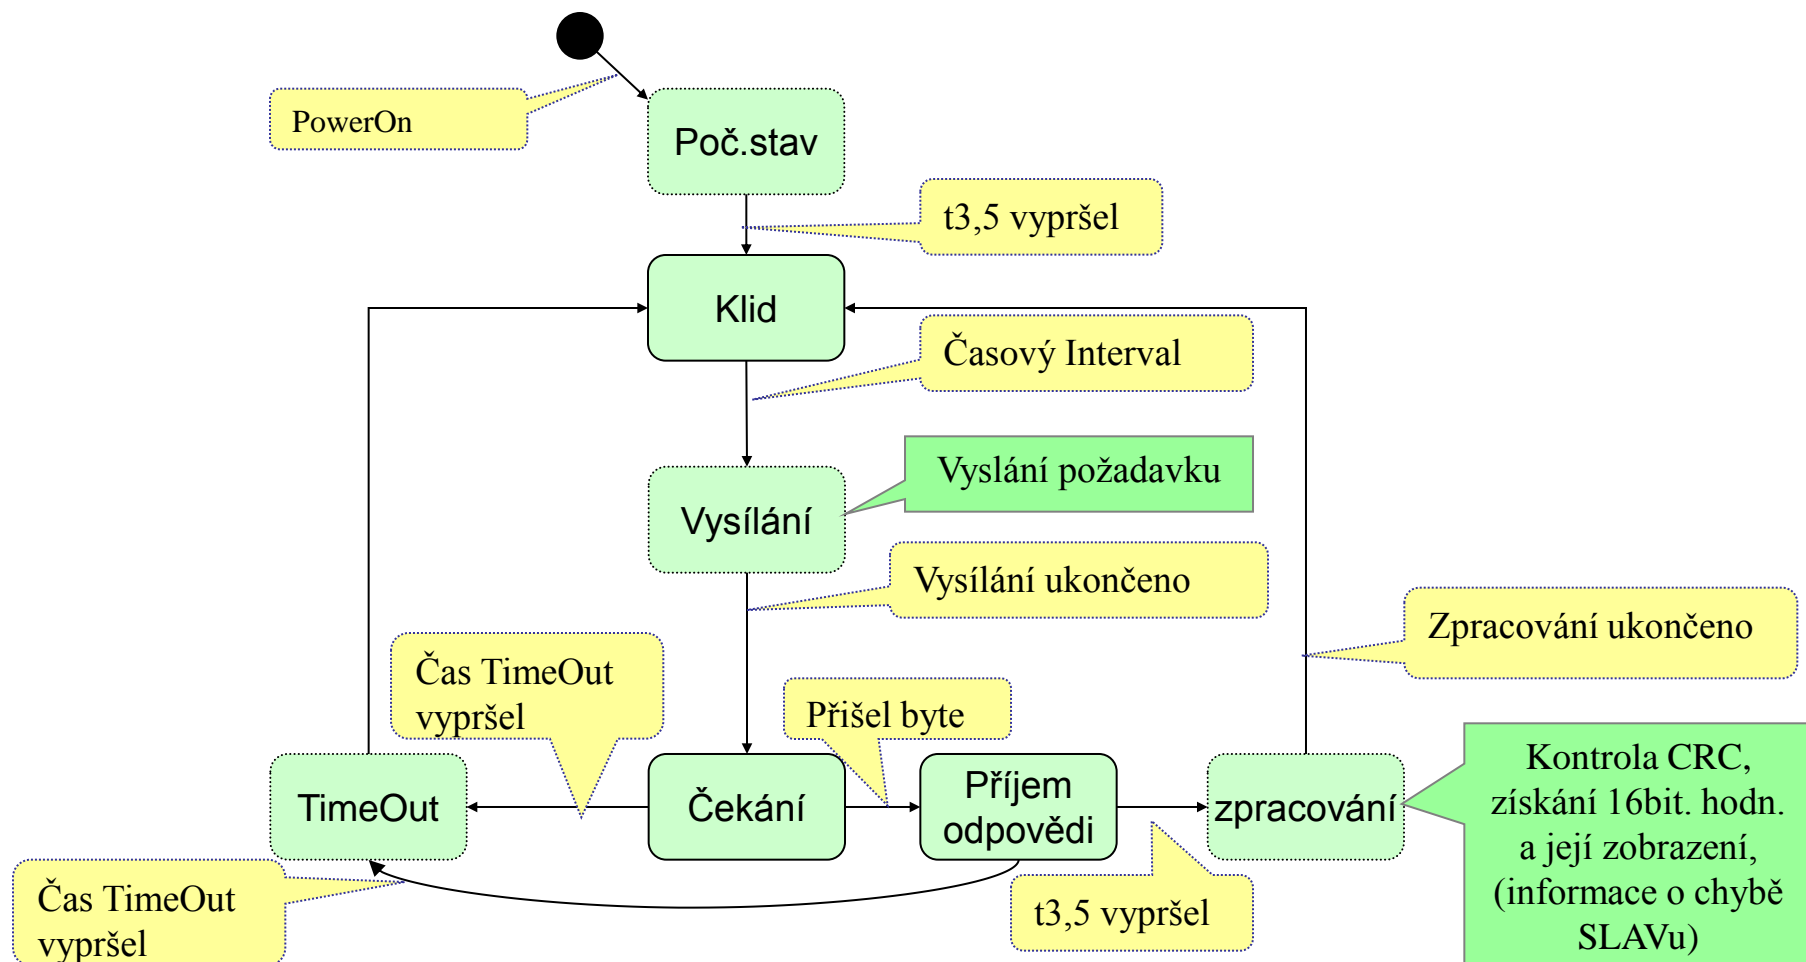 PowerOn
Poč.stav
t3,5 vypršel
Klid
Časový Interval
Vyslání požadavku
Vysílání
Vysílání ukončeno
Zpracování ukončeno
Čas TimeOut
vypršel
Přišel byte
TimeOut
Čekání
Příjem
odpovědi
zpracování
Kontrola CRC,
získání 16bit. hodn.
a její zobrazení,
(informace o chybě
SLAVu)
Čas TimeOut
vypršel
t3,5 vypršel